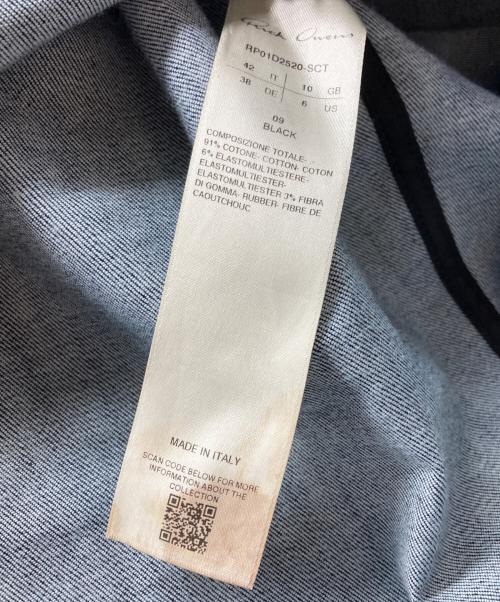 Rick Owens
RP01D2520-SCT
42 IT 10 GB
38 DE 6 US
09
BLACK
COMPOSIZIONE TOTALE-
91% COTONE- COTTON- COTON
6% ELASTOMULTIESTERE-
ELASTOMULTIESTER-
ELASTOMULTIESTER 3% FIBRA
DI GOMMA- RUBBER- FIBRE DE
CAOUTCHOUC
MADE IN ITALY
SCAN CODE BELOW FOR MORE
INFORMATION ABOUT THE
COLLECTION